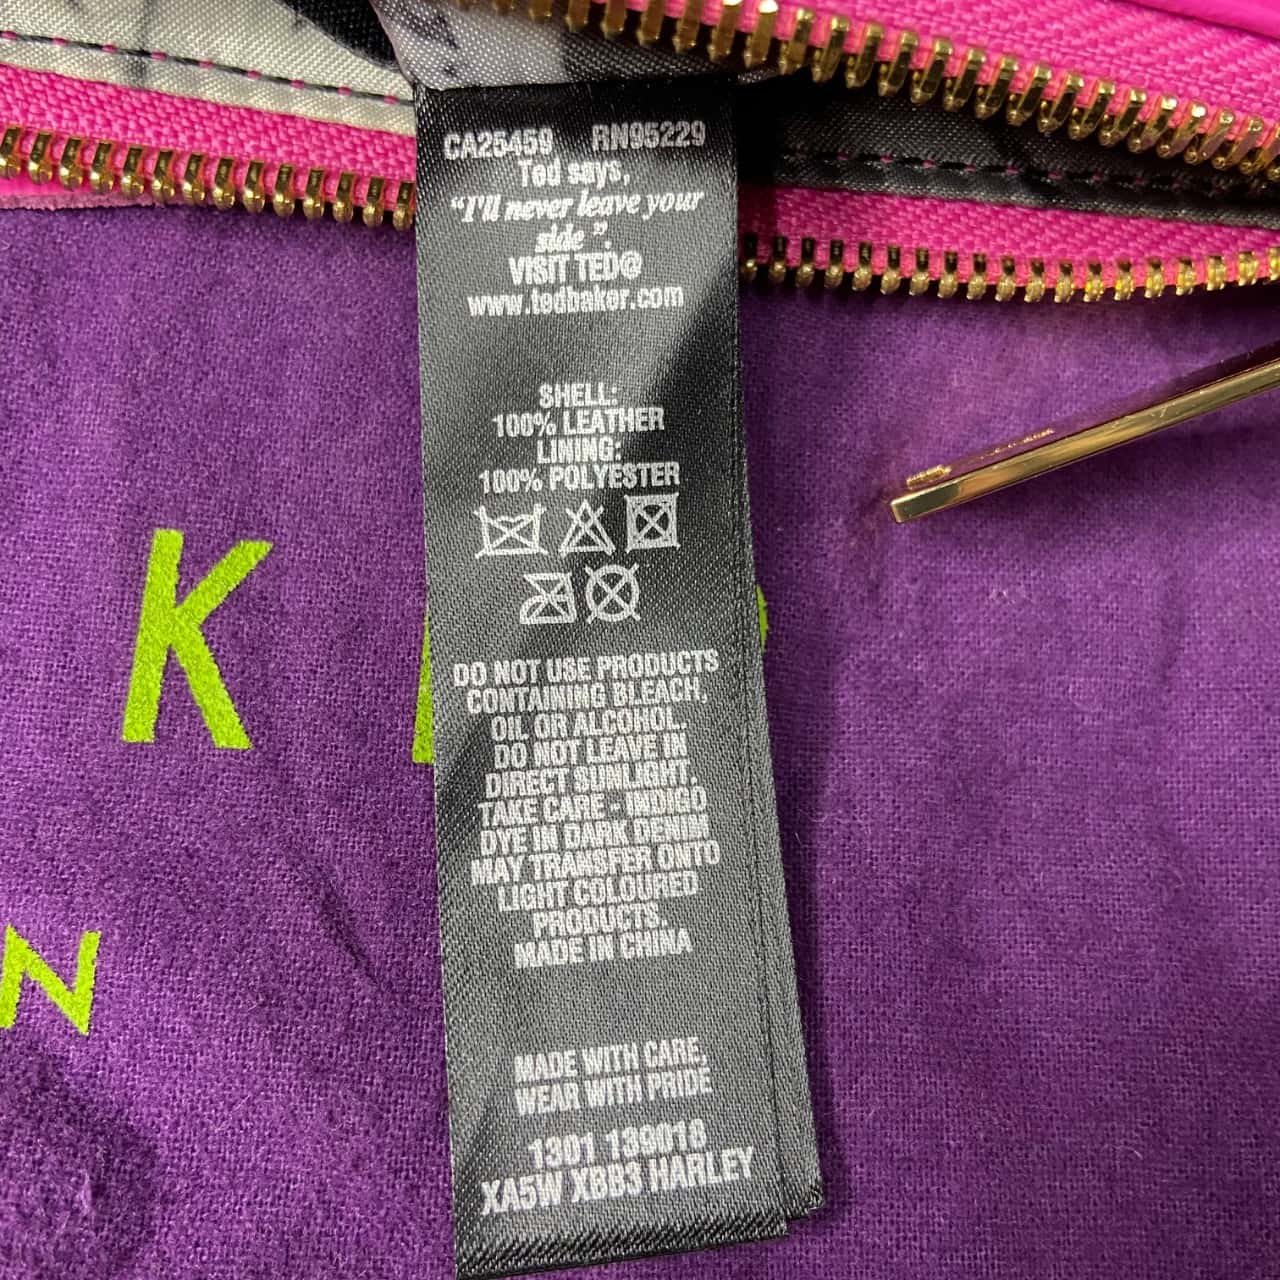 CA25459 RN95229
Ted says,
“I'll never leave your
side ”.
VISIT TED@
www.tedbaker.com
SHELL:
100% LEATHER
LINING:
100% POLYESTER
DO NOT USE PRODUCTS
CONTAINING BLEACH,
OIL OR ALCOHOL.
DO NOT LEAVE IN
DIRECT SUNLIGHT.
TAKE CARE - INDIGO
DYE IN DARK DENIM
MAY TRANSFER ONTO
LIGHT COLOURED
PRODUCTS.
MADE IN CHINA
MADE WITH CARE,
WEAR WITH PRIDE
1301 139018
XA5W XBB3 HARLEY
K
N